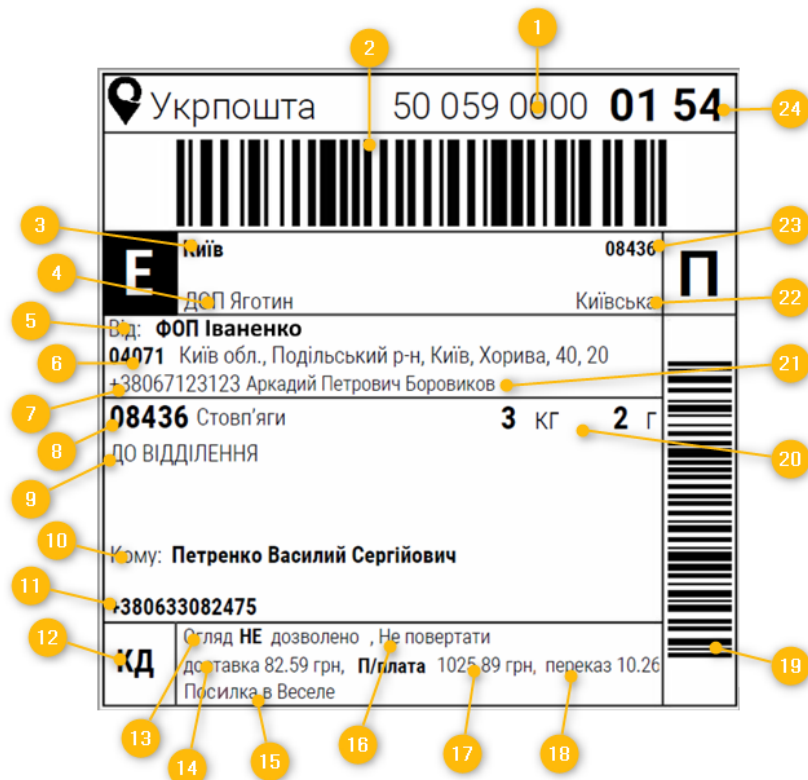 1
2
Укрпошта 50 059 0000 01 54
24
3
Київ 08436
23
Е
П
4
ДОП Яготин Київська
22
5
Від: ФОП Іваненко
04071 Київ обл., Подільський р-н, Київ, Хорива, 40, 20
6
+38067123123 Аркадий Петрович Боровиков
21
7
08436 Стовп’яги 3 кг 2 г
8
20
ДО ВІДДІЛЕННЯ
9
10
Кому: Петренко Василий Сергійович
11
+380633082475
12
КД
Огляд НЕ дозволено , Не повертати
доставка 82.59 грн, П/плата 1025.89 грн, переказ 10.26
19
Посилка в Веселе
13
14
15
16
17
18